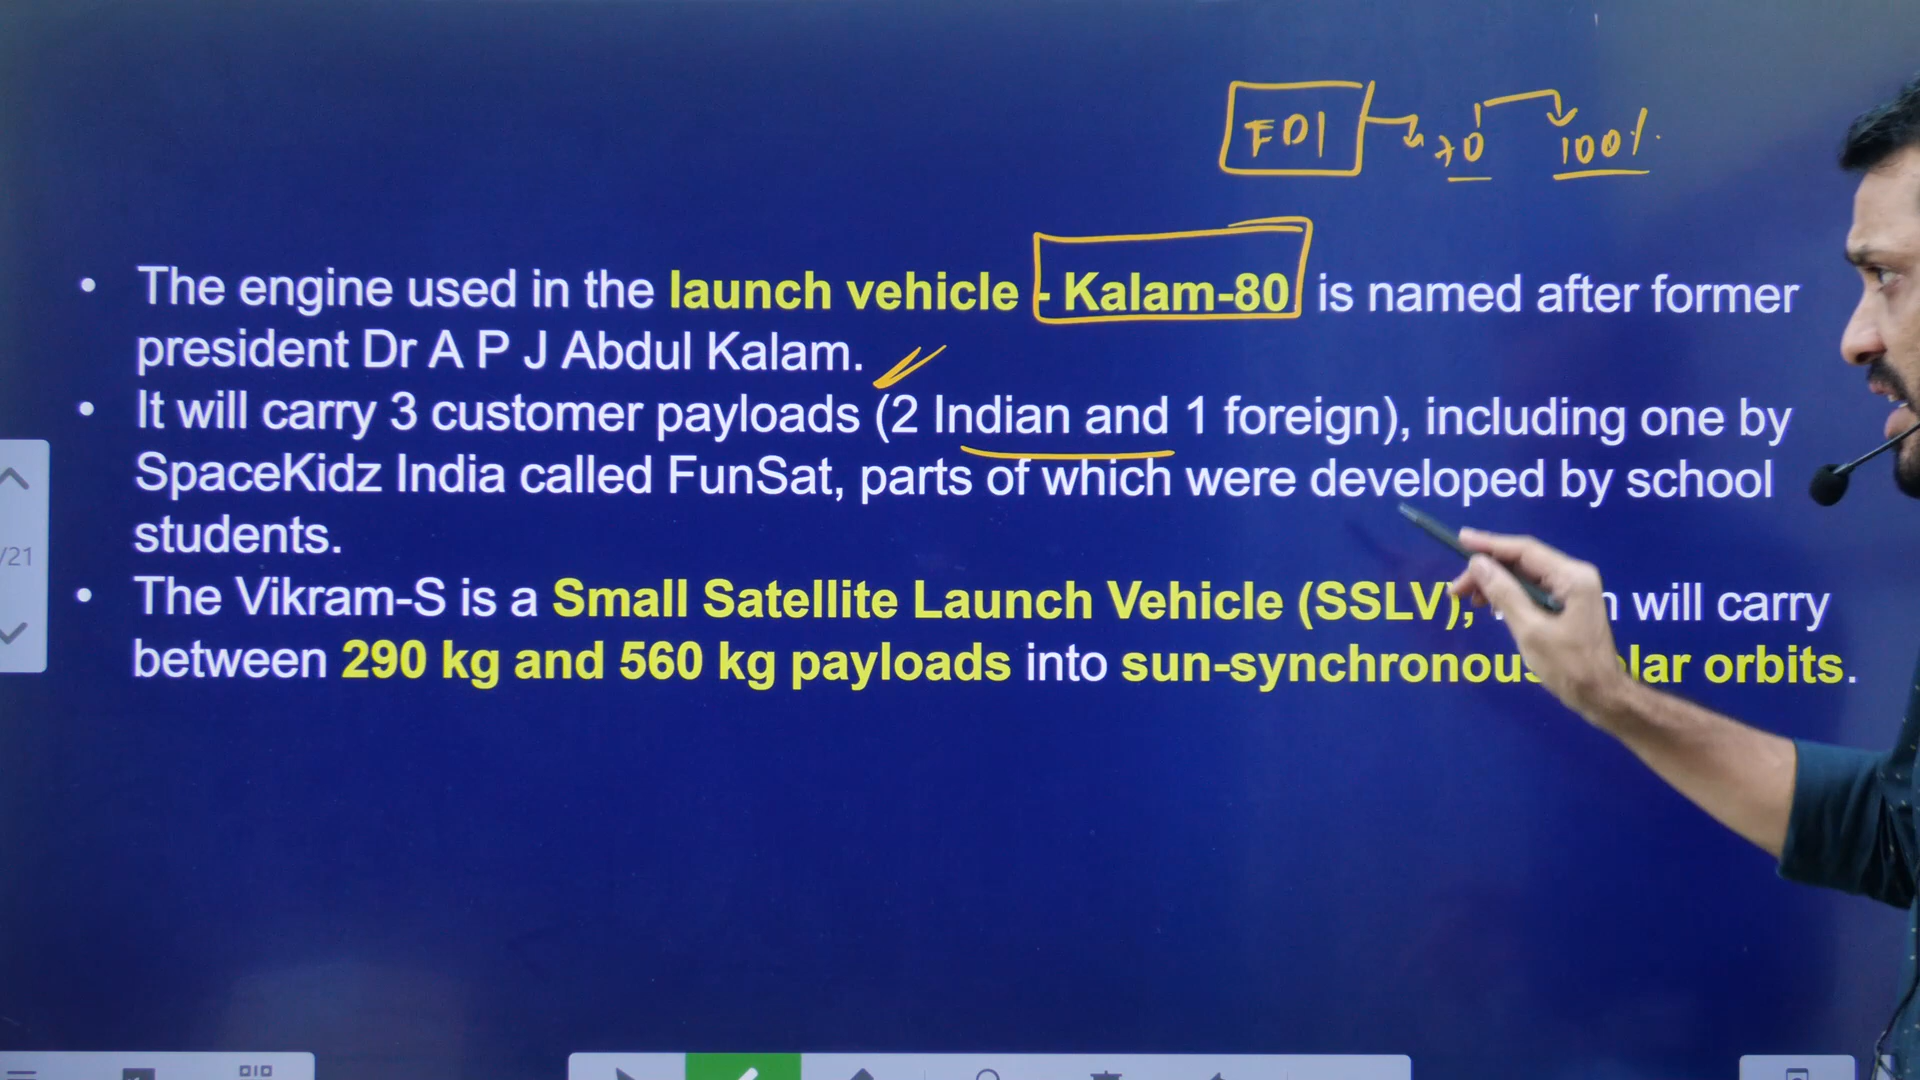 FDI 70 100%
• The engine used in the launch vehicle - Kalam-80 is named after former
president Dr A P J Abdul Kalam.
• It will carry 3 customer payloads (2 Indian and 1 foreign), including one by
SpaceKidz India called FunSat, parts of which were developed by school
students.
/21
• The Vikram-S is a Small Satellite Launch Vehicle (SSLV), will carry
between 290 kg and 560 kg payloads into sun-synchronous orbits.